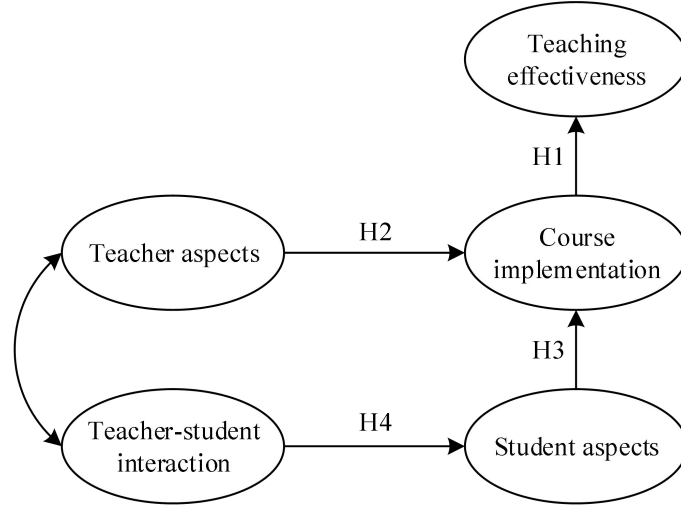 Teaching
effectiveness
H1
Teacher aspects
H2
Course
implementation
H3
Teacher-student
interaction
H4
Student aspects